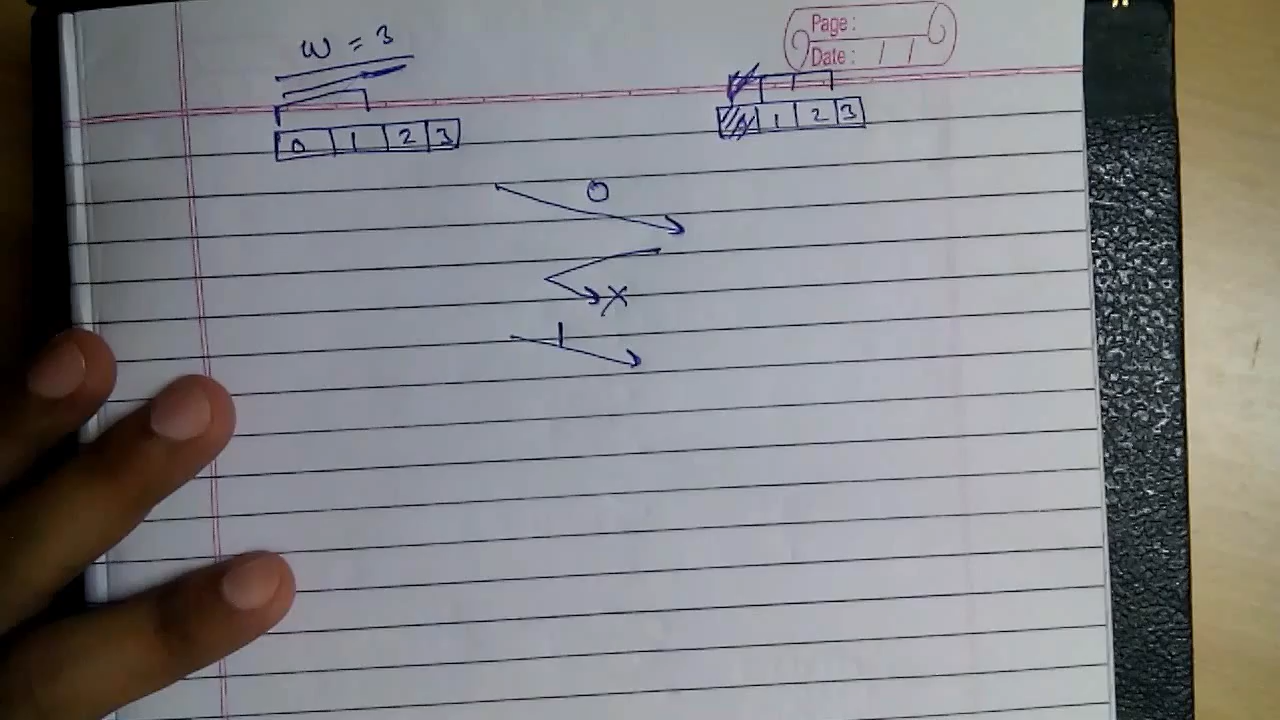 W = 3
Page :
Date : / /
0 1 2 3
1 2 3
0
X
1